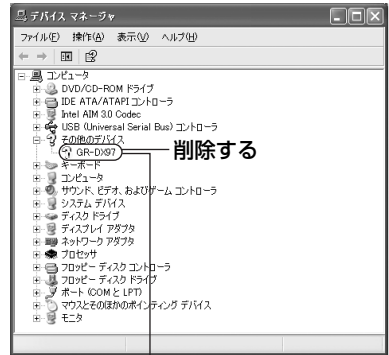 デバイス マネージャ
ファイル(F) 操作(A) 表示(V) ヘルプ(H)
コンピュータ
DVD/CD-ROM ドライブ
IDE ATA/ATAPI コントローラ
Intel AIM 3.0 Codec
USB (Universal Serial Bus) コントローラ
その他のデバイス
GR-DX97 削除する
キーボード
コンピュータ
サウンド、ビデオ、およびゲーム コントローラ
システム デバイス
ディスク ドライブ
ディスプレイ アダプタ
ネットワーク アダプタ
プロセッサ
フロッピー ディスク コントローラ
フロッピー ディスク ドライブ
ポート (COM と LPT)
マウスとそのほかのポインティング デバイス
モニタ